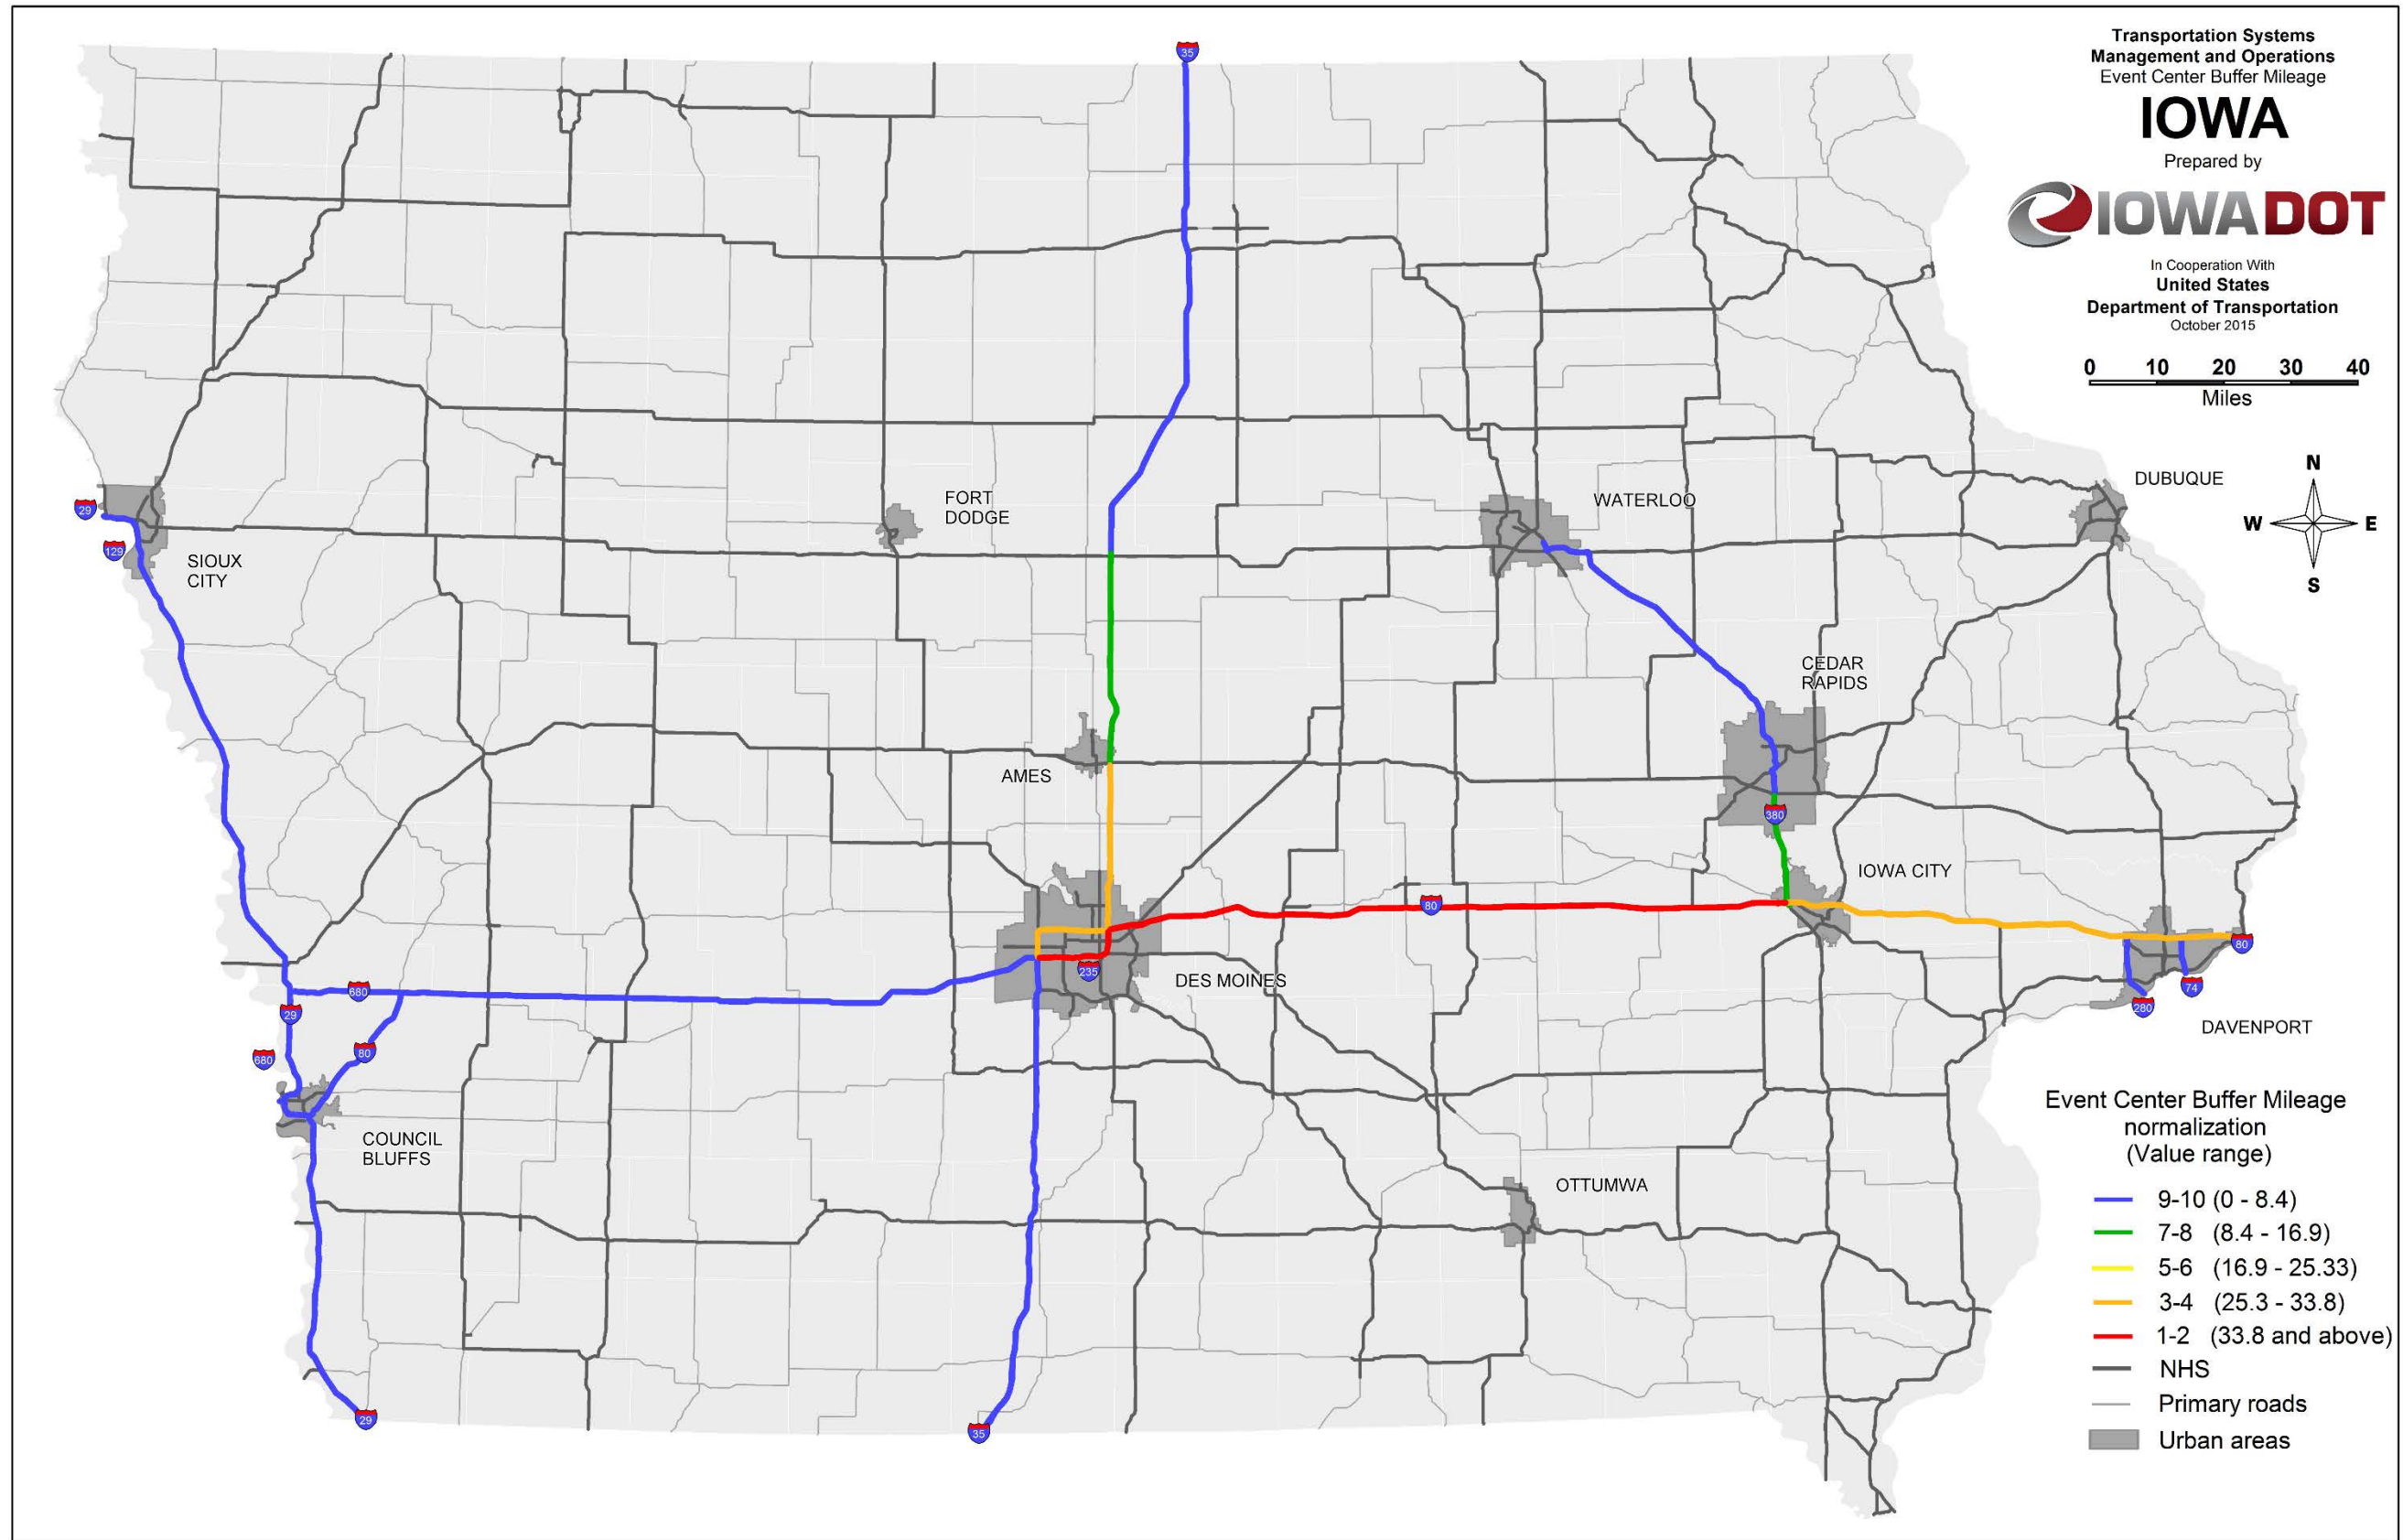 Transportation Systems
Management and Operations
Event Center Buffer Mileage
IOWA
Prepared by
IOWADOT
In Cooperation With
United States
Department of Transportation
October 2015
0 10 20 30 40
Miles
N
W E
S
35
DUBUQUE
FORT
DODGE
WATERLOO
29
129
SIOUX
CITY
CEDAR
RAPIDS
AMES
380
IOWA CITY
80
80
235
DES MOINES
680
29
74
280
DAVENPORT
680
80
COUNCIL
BLUFFS
OTTUMWA
29
35
Event Center Buffer Mileage
normalization
(Value range)
9-10 (0 - 8.4)
7-8 (8.4 - 16.9)
5-6 (16.9 - 25.33)
3-4 (25.3 - 33.8)
1-2 (33.8 and above)
NHS
Primary roads
Urban areas